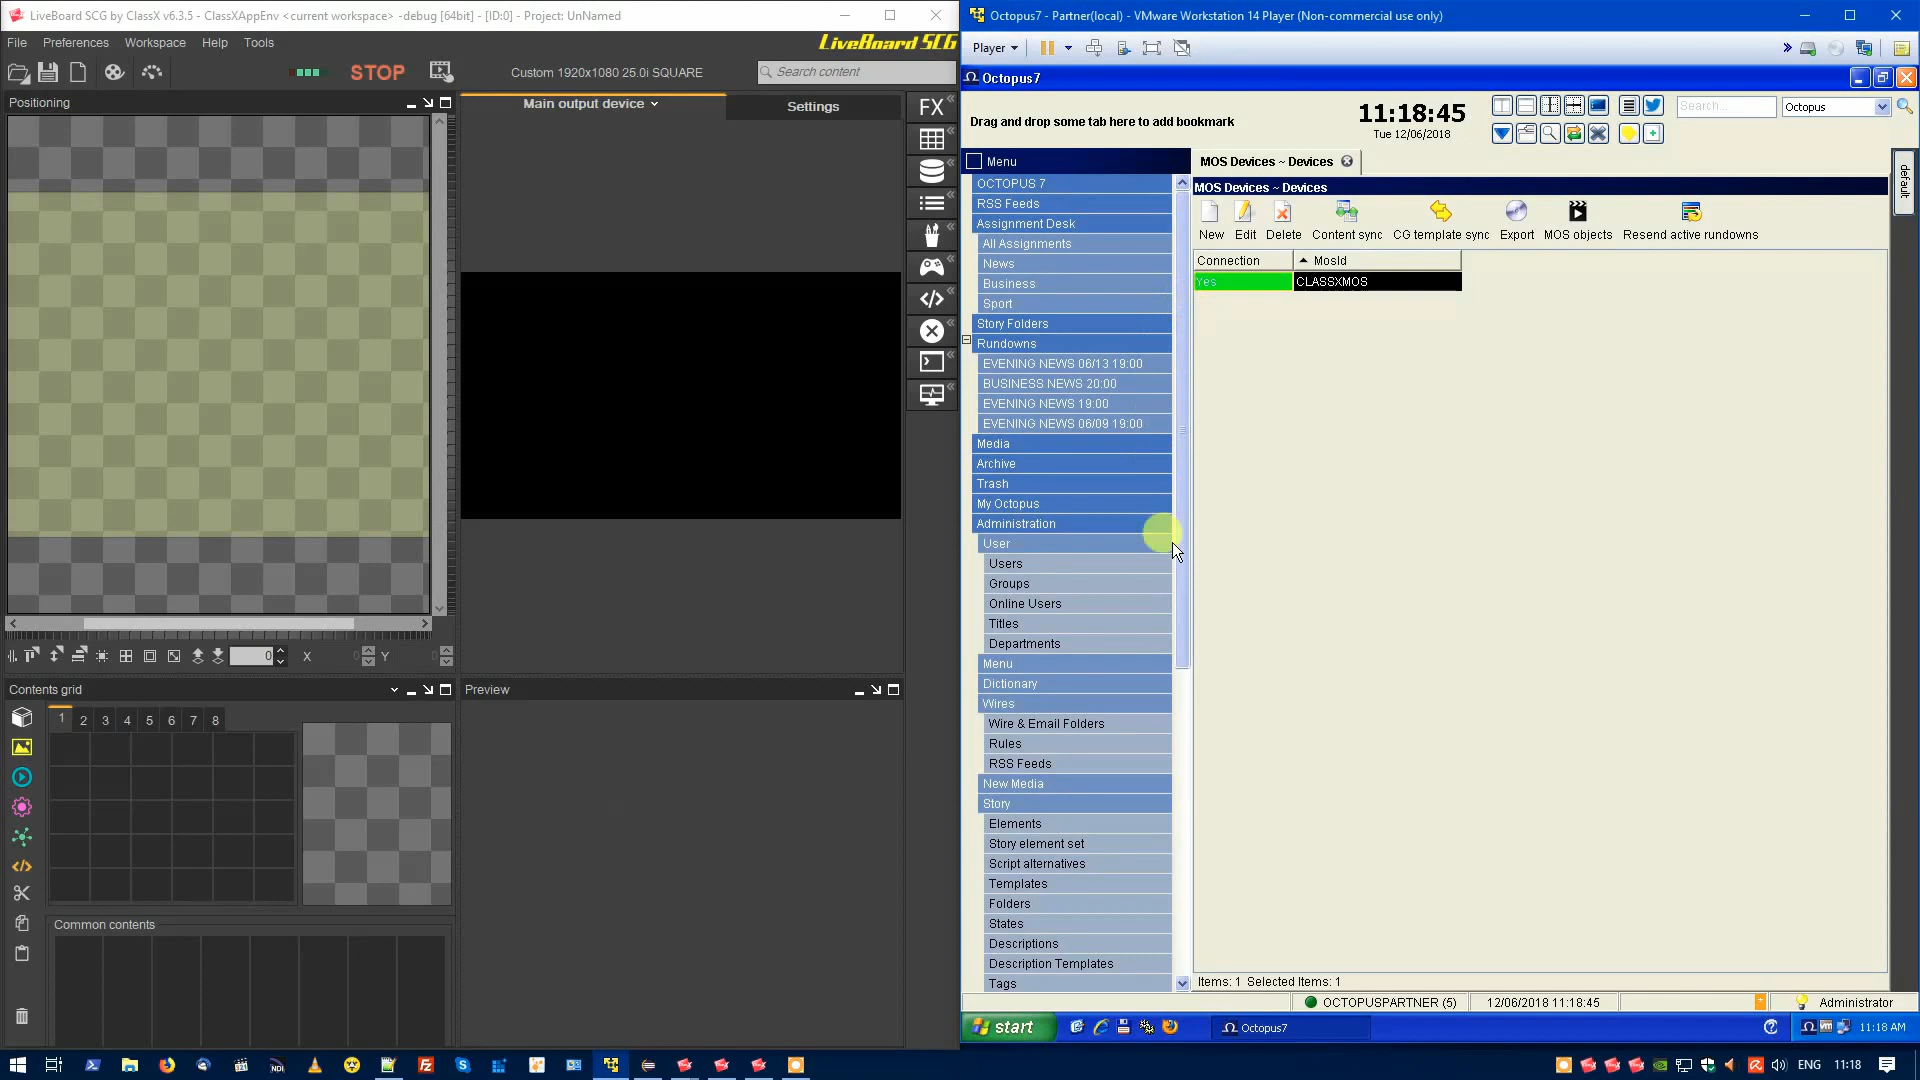 LiveBoard SCG by ClassX v6.3.5 - ClassXAppEnv <current workspace> -debug [64bit] - [ID:0] - Project: UnNamed
File Preferences Workspace Help Tools
LiveBoard SCG
STOP
Custom 1920x1080 25.0i SQUARE
Search content
Positioning
Main output device
Settings
FX
0
X 0
Y 0
Contents grid
1 2 3 4 5 6 7 8
Common contents
Preview
Octopus7 - Partner(local) - VMware Workstation 14 Player (Non-commercial use only)
Player
Octopus7
Drag and drop some tab here to add bookmark
11:18:45
Tue 12/06/2018
Search...
Octopus
Menu
OCTOPUS 7
RSS Feeds
Assignment Desk
All Assignments
News
Business
Sport
Story Folders
Rundowns
EVENING NEWS 06/13 19:00
BUSINESS NEWS 20:00
EVENING NEWS 19:00
EVENING NEWS 06/09 19:00
Media
Archive
Trash
My Octopus
Administration
User
Users
Groups
Online Users
Titles
Departments
Menu
Dictionary
Wires
Wire & Email Folders
Rules
RSS Feeds
New Media
Story
Elements
Story element set
Script alternatives
Templates
Folders
States
Descriptions
Description Templates
Tags
MOS Devices ~ Devices
MOS Devices ~ Devices
New Edit Delete Content sync CG template sync Export MOS objects Resend active rundowns
Connection MosId
Yes CLASSXMOS
default
Items: 1 Selected Items: 1
OCTOPUSPARTNER (5) 12/06/2018 11:18:45 Administrator
start
Octopus7
11:18 AM
NDI
ENG 11:18